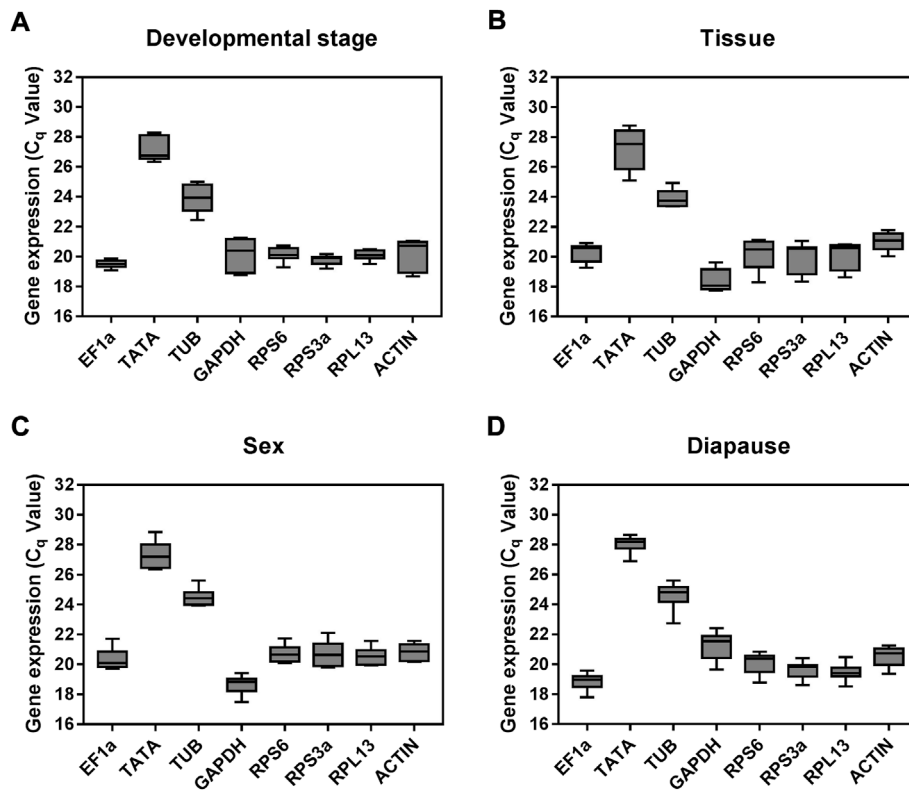 A
Developmental stage
Gene expression (Cq Value)
32
30
28
26
24
22
20
18
16
EF1a
TATA
TUB
GAPDH
RPS6
RPS3a
RPL13
ACTIN
B
Tissue
Gene expression (Cq Value)
32
30
28
26
24
22
20
18
16
EF1a
TATA
TUB
GAPDH
RPS6
RPS3a
RPL13
ACTIN
C
Sex
Gene expression (Cq Value)
32
30
28
26
24
22
20
18
16
EF1a
TATA
TUB
GAPDH
RPS6
RPS3a
RPL13
ACTIN
D
Diapause
Gene expression (Cq Value)
32
30
28
26
24
22
20
18
16
EF1a
TATA
TUB
GAPDH
RPS6
RPS3a
RPL13
ACTIN